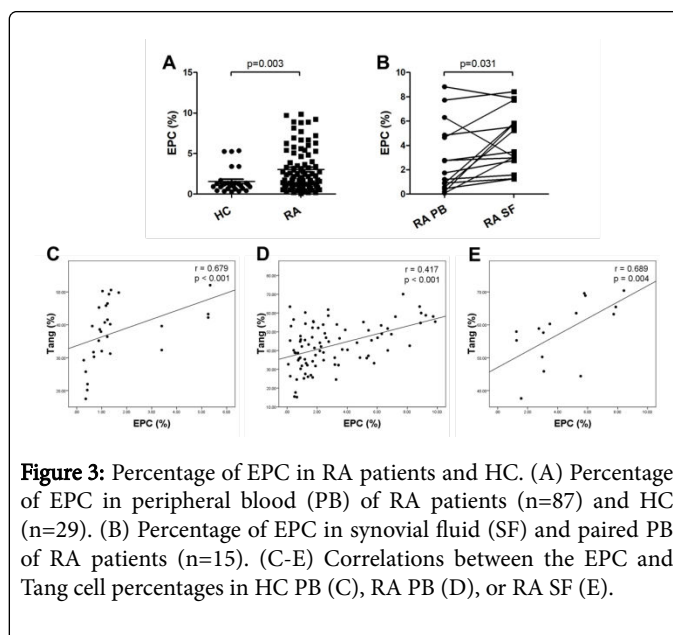 A
p=0.003
B
p=0.031
15
10
5
0
EPC (%)
HC
RA
10
8
6
4
2
0
EPC (%)
RA PB
RA SF
C
r = 0.679
p < 0.001
Tang (%)
EPC (%)
D
r = 0.417
p < 0.001
Tang (%)
EPC (%)
E
r = 0.689
p = 0.004
Tang (%)
EPC (%)
Figure 3: Percentage of EPC in RA patients and HC. (A) Percentage
of EPC in peripheral blood (PB) of RA patients (n=87) and HC
(n=29). (B) Percentage of EPC in synovial fluid (SF) and paired PB
of RA patients (n=15). (C-E) Correlations between the EPC and
Tang cell percentages in HC PB (C), RA PB (D), or RA SF (E).